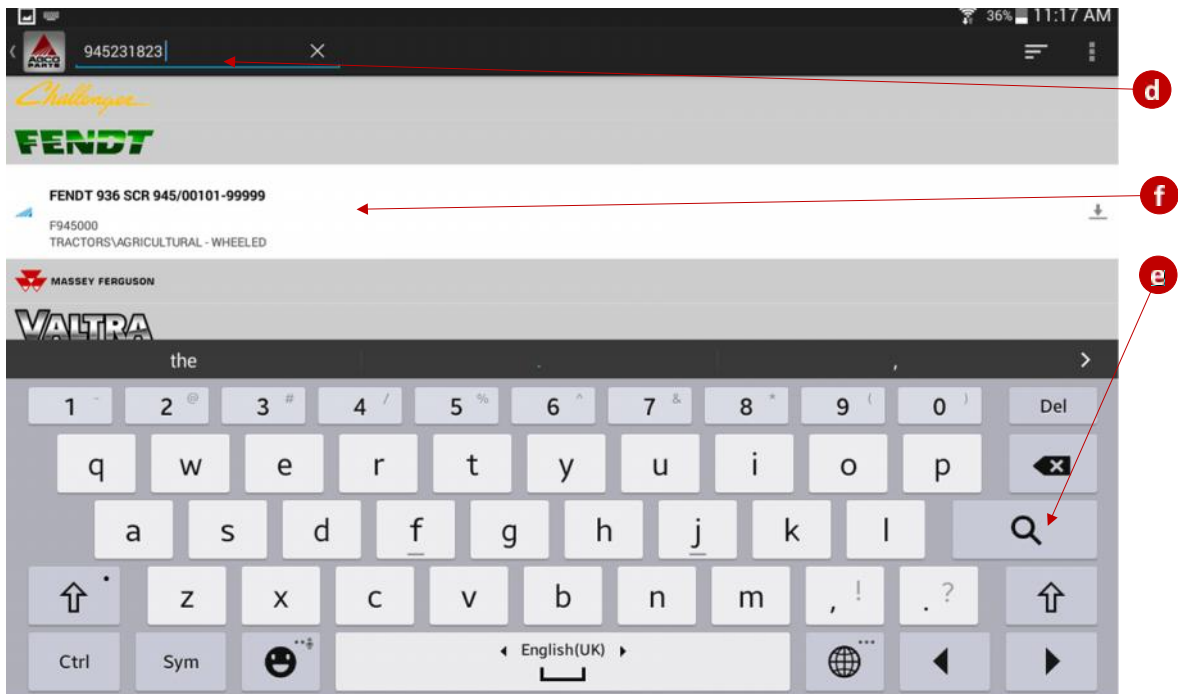 36% 11:17 AM
AGCO PARTS 945231823
d
Challenger
FENDT
FENDT 936 SCR 945/00101-99999
f
F945000
TRACTORS\AGRICULTURAL - WHEELED
MASSEY FERGUSON
e
VALTRA
the . ,
1 - 2 @ 3 # 4 / 5 % 6 ^ 7 & 8 * 9 ( 0 ) Del
q w e r t y u i o p
a s d f g h j k l
z x c v b n m , ! . ?
Ctrl Sym English(UK)